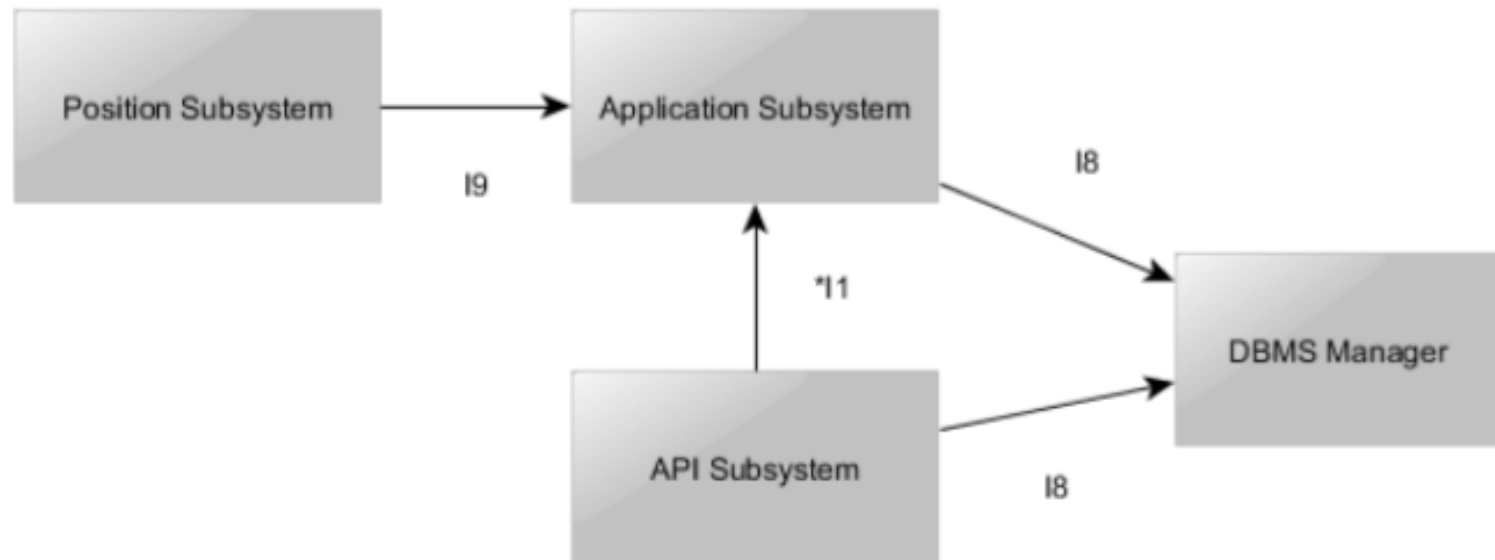 Position Subsystem
Application Subsystem
I9
I8
*I1
DBMS Manager
API Subsystem
I8